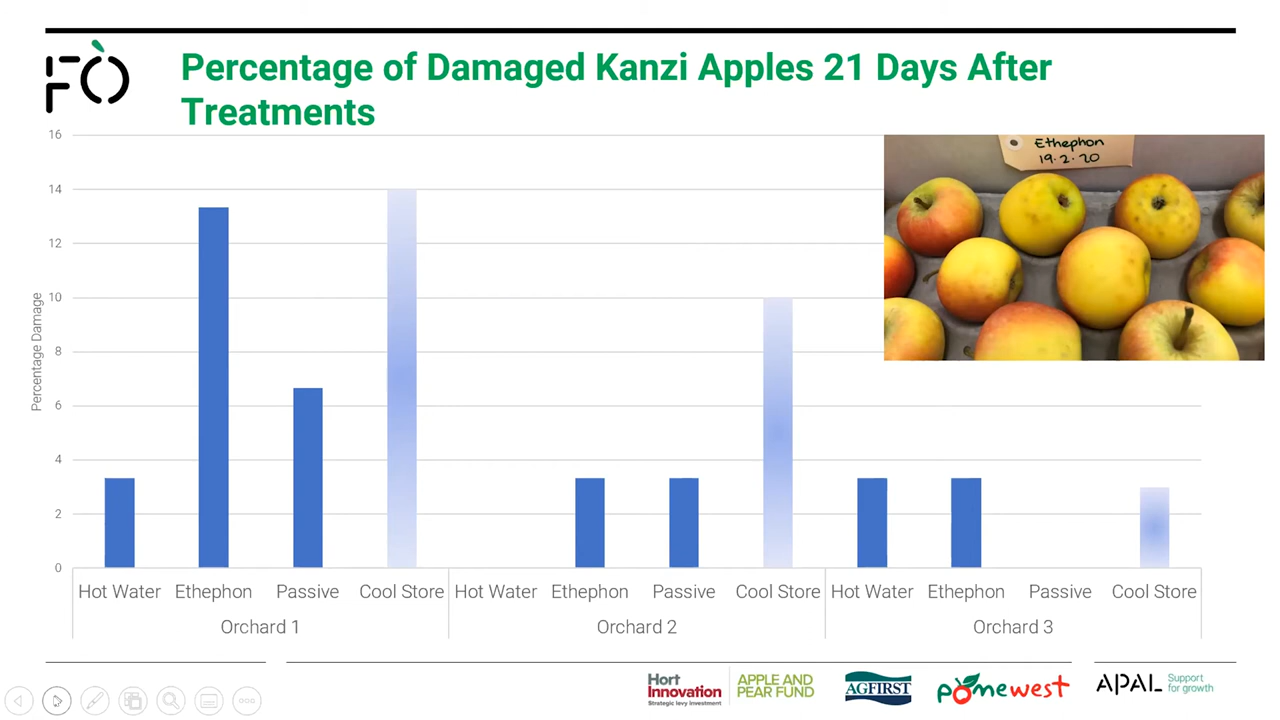 FÒ
Percentage of Damaged Kanzi Apples 21 Days After
Treatments
Ethephon
19.2.20
Percentage Damage
16
14
12
10
8
6
4
2
0
Hot Water Ethephon Passive Cool Store Hot Water Ethephon Passive Cool Store Hot Water Ethephon Passive Cool Store
Orchard 1 Orchard 2 Orchard 3
Hort
Innovation
Strategic levy investment
APPLE AND
PEAR FUND
AGFIRST
pomewest
APAL
Support
for growth